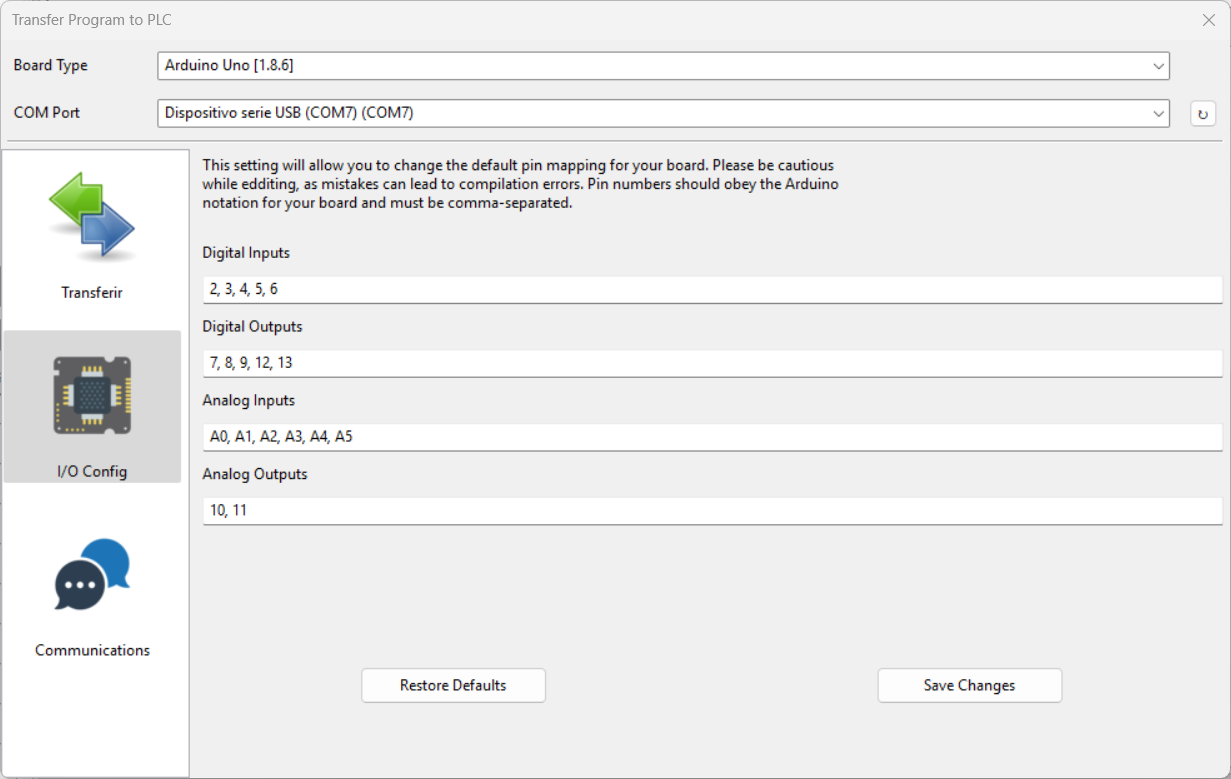 Transfer Program to PLC
Board Type
Arduino Uno [1.8.6]
COM Port
Dispositivo serie USB (COM7) (COM7)
Transferir
I/O Config
Communications
This setting will allow you to change the default pin mapping for your board. Please be cautious
while edditing, as mistakes can lead to compilation errors. Pin numbers should obey the Arduino
notation for your board and must be comma-separated.
Digital Inputs
2, 3, 4, 5, 6
Digital Outputs
7, 8, 9, 12, 13
Analog Inputs
A0, A1, A2, A3, A4, A5
Analog Outputs
10, 11
Restore Defaults
Save Changes